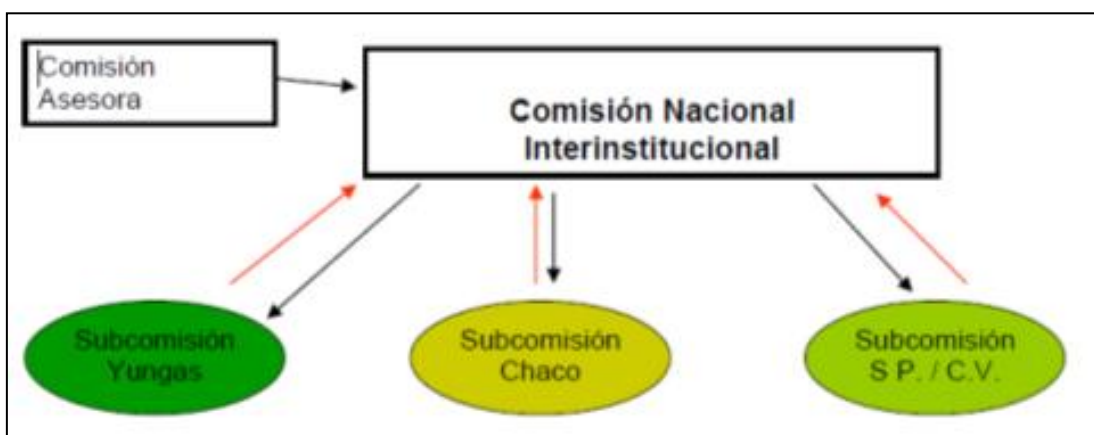 Comisión
Asesora
Comisión Nacional
Interinstitucional
Subcomisión
Yungas
Subcomisión
Chaco
Subcomisión
S P. / C.V.